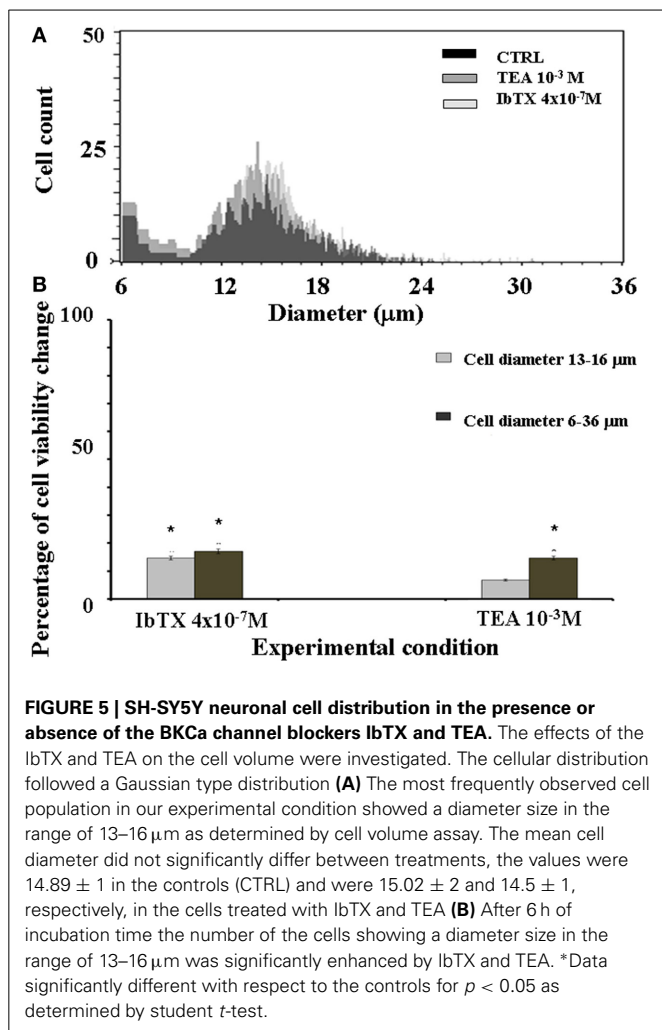 A
50
25
0
Cell count
CTRL
TEA 10⁻³ M
IbTX 4x10⁻⁷M
6 12 18 24 30 36
Diameter (μm)
B
100
50
0
Percentage of cell viability change
Cell diameter 13-16 μm
Cell diameter 6-36 μm
* * *
IbTX 4x10⁻⁷M TEA 10⁻³M
Experimental condition
FIGURE 5 | SH-SY5Y neuronal cell distribution in the presence or
absence of the BKCa channel blockers IbTX and TEA. The effects of the
IbTX and TEA on the cell volume were investigated. The cellular distribution
followed a Gaussian type distribution (A) The most frequently observed cell
population in our experimental condition showed a diameter size in the
range of 13–16 μm as determined by cell volume assay. The mean cell
diameter did not significantly differ between treatments, the values were
14.89 ± 1 in the controls (CTRL) and were 15.02 ± 2 and 14.5 ± 1,
respectively, in the cells treated with IbTX and TEA (B) After 6 h of
incubation time the number of the cells showing a diameter size in the
range of 13–16 μm was significantly enhanced by IbTX and TEA. *Data
significantly different with respect to the controls for p < 0.05 as
determined by student t-test.